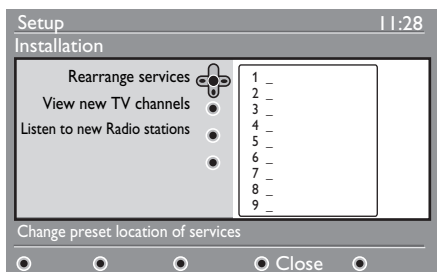 Setup 11:28
Installation
Rearrange services
View new TV channels
Listen to new Radio stations
1 _
2 _
3 _
4 _
5 _
6 _
7 _
8 _
9 _
Change preset location of services
Close